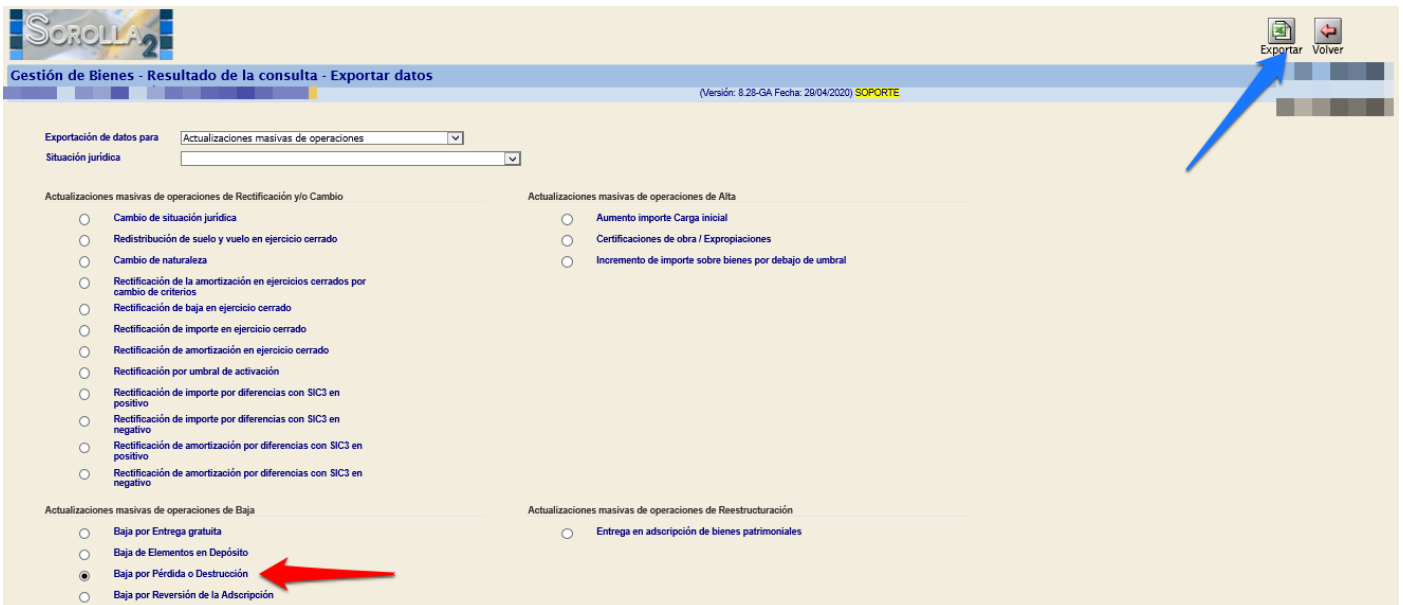 SOROLLA2
Exportar Volver
Gestión de Bienes - Resultado de la consulta - Exportar datos
(Versión: 8.28-GA Fecha: 29/04/2020) SOPORTE
Exportación de datos para Actualizaciones masivas de operaciones
Situación jurídica
Actualizaciones masivas de operaciones de Rectificación y/o Cambio
Cambio de situación jurídica
Redistribución de suelo y vuelo en ejercicio cerrado
Cambio de naturaleza
Rectificación de la amortización en ejercicios cerrados por
cambio de criterios
Rectificación de baja en ejercicio cerrado
Rectificación de importe en ejercicio cerrado
Rectificación de amortización en ejercicio cerrado
Rectificación por umbral de activación
Rectificación de importe por diferencias con SIC3 en
positivo
Rectificación de importe por diferencias con SIC3 en
negativo
Rectificación de amortización por diferencias con SIC3 en
positivo
Rectificación de amortización por diferencias con SIC3 en
negativo
Actualizaciones masivas de operaciones de Alta
Aumento importe Carga inicial
Certificaciones de obra / Expropiaciones
Incremento de importe sobre bienes por debajo de umbral
Actualizaciones masivas de operaciones de Baja
Baja por Entrega gratuita
Baja de Elementos en Depósito
Baja por Pérdida o Destrucción
Baja por Reversión de la Adscripción
Actualizaciones masivas de operaciones de Reestructuración
Entrega en adscripción de bienes patrimoniales